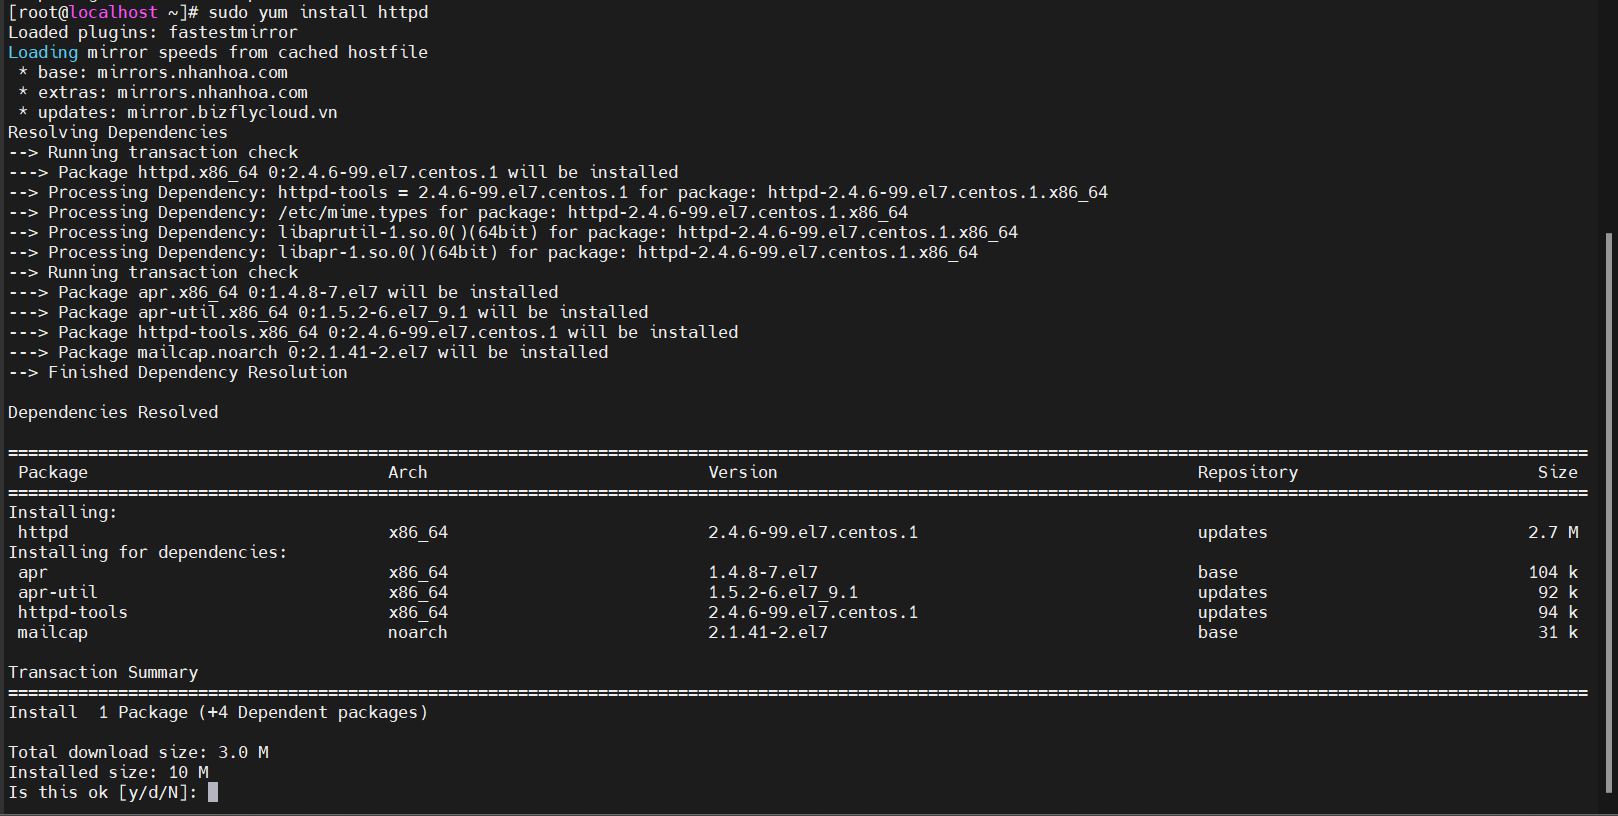 [root@localhost ~]# sudo yum install httpd
Loaded plugins: fastestmirror
Loading mirror speeds from cached hostfile
 * base: mirrors.nhanhoa.com
 * extras: mirrors.nhanhoa.com
 * updates: mirror.bizflycloud.vn
Resolving Dependencies
--> Running transaction check
---> Package httpd.x86_64 0:2.4.6-99.el7.centos.1 will be installed
--> Processing Dependency: httpd-tools = 2.4.6-99.el7.centos.1 for package: httpd-2.4.6-99.el7.centos.1.x86_64
--> Processing Dependency: /etc/mime.types for package: httpd-2.4.6-99.el7.centos.1.x86_64
--> Processing Dependency: libaprutil-1.so.0()(64bit) for package: httpd-2.4.6-99.el7.centos.1.x86_64
--> Processing Dependency: libapr-1.so.0()(64bit) for package: httpd-2.4.6-99.el7.centos.1.x86_64
--> Running transaction check
---> Package apr.x86_64 0:1.4.8-7.el7 will be installed
---> Package apr-util.x86_64 0:1.5.2-6.el7_9.1 will be installed
---> Package httpd-tools.x86_64 0:2.4.6-99.el7.centos.1 will be installed
---> Package mailcap.noarch 0:2.1.41-2.el7 will be installed
--> Finished Dependency Resolution
Dependencies Resolved
Package Arch Version Repository Size
Installing:
httpd x86_64 2.4.6-99.el7.centos.1 updates 2.7 M
Installing for dependencies:
apr x86_64 1.4.8-7.el7 base 104 k
apr-util x86_64 1.5.2-6.el7_9.1 updates 92 k
httpd-tools x86_64 2.4.6-99.el7.centos.1 updates 94 k
mailcap noarch 2.1.41-2.el7 base 31 k
Transaction Summary
Install  1 Package (+4 Dependent packages)
Total download size: 3.0 M
Installed size: 10 M
Is this ok [y/d/N]: